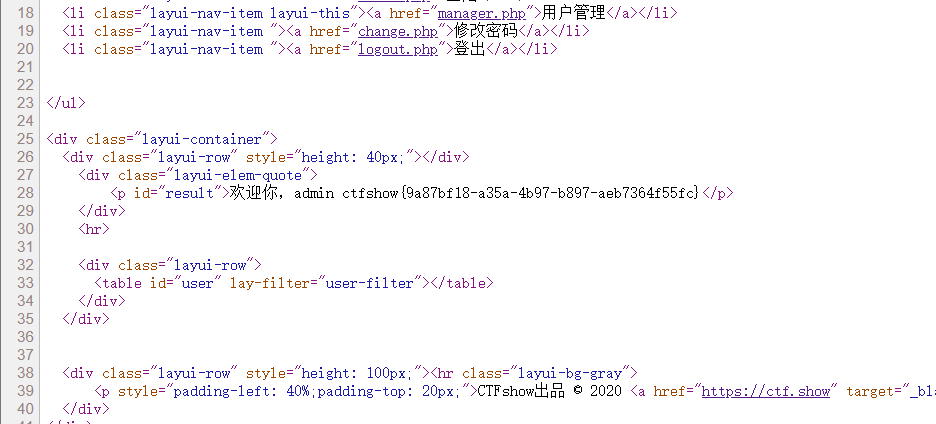 18 <li class="layui-nav-item layui-this"><a href="manager.php">用户管理</a></li>
19 <li class="layui-nav-item "><a href="change.php">修改密码</a></li>
20 <li class="layui-nav-item "><a href="logout.php">登出</a></li>
21
22
23 </ul>
24
25 <div class="layui-container">
26 <div class="layui-row" style="height: 40px;"></div>
27 <div class="layui-elem-quote">
28 <p id="result">欢迎你，admin ctfshow{9a87bf18-a35a-4b97-b897-aeb7364f55fc}</p>
29 </div>
30 <hr>
31
32 <div class="layui-row">
33 <table id="user" lay-filter="user-filter"></table>
34 </div>
35 </div>
36
37
38 <div class="layui-row" style="height: 100px;"><hr class="layui-bg-gray">
39 <p style="padding-left: 40%;padding-top: 20px;">CTFshow出品 © 2020 <a href="https://ctf.show" target="_bl
40 </div>